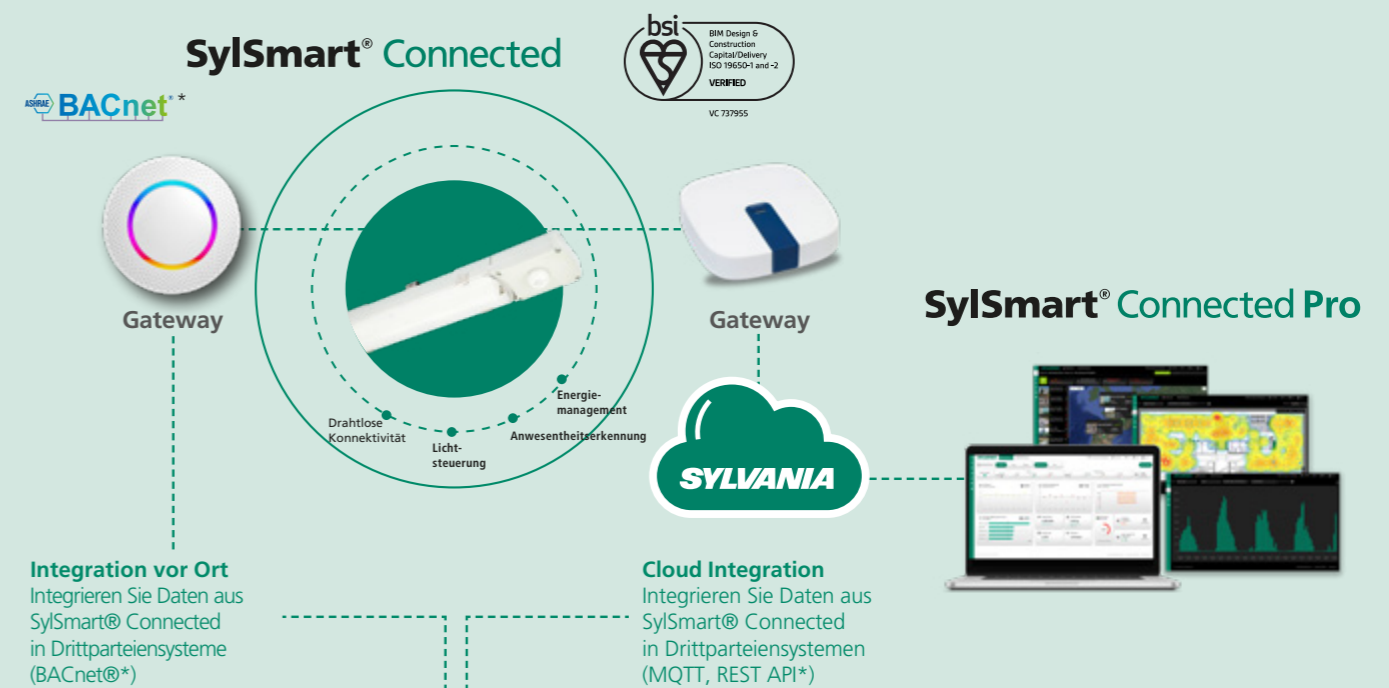 SylSmart® Connected
bsi
BIM Design &
Construction
Capital/Delivery
ISO 19650-1 and -2
VERIFIED
VC 737955
ASHRAE BACnet®*
Gateway
Gateway
SylSmart® Connected Pro
Energie-
management
Drahtlose
Konnektivität
Anwesentheitserkennung
Licht-
steuerung
SYLVANIA
Integration vor Ort
Integrieren Sie Daten aus
SylSmart® Connected
in Drittparteiensysteme
(BACnet®*)
Cloud Integration
Integrieren Sie Daten aus
SylSmart® Connected
in Drittparteiensystemen
(MQTT, REST API*)